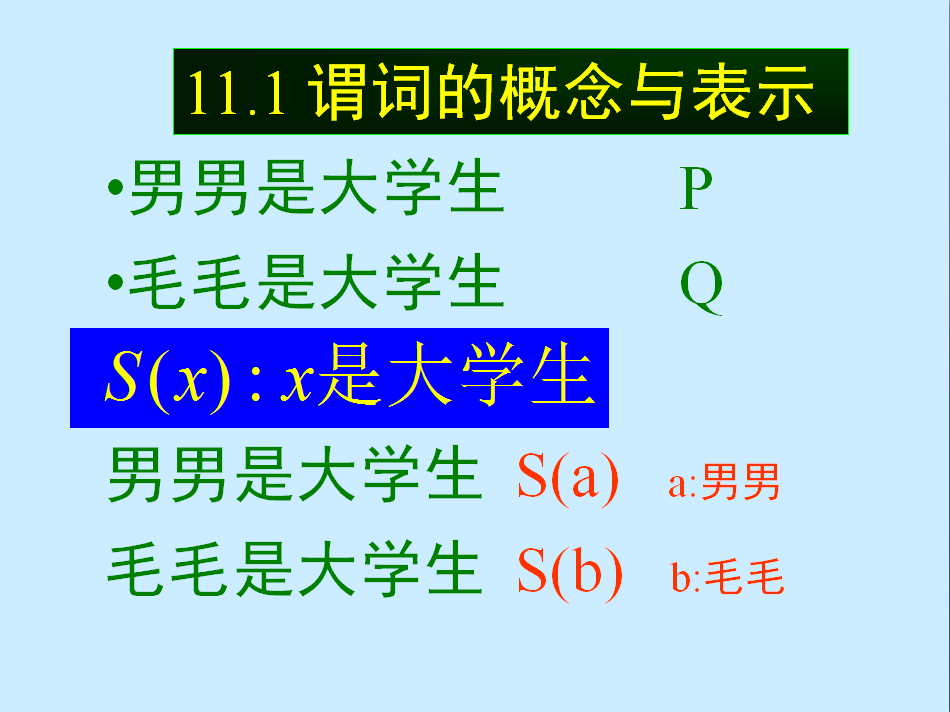 11.1 谓词的概念与表示
•男男是大学生 P
•毛毛是大学生 Q
S(x) : x是大学生
男男是大学生 S(a) a:男男
毛毛是大学生 S(b) b:毛毛